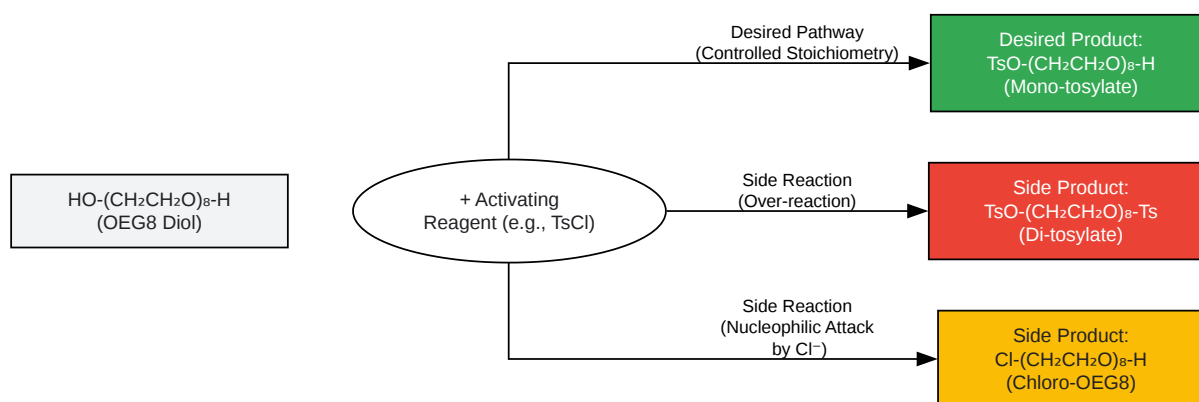 HO-(CH₂CH₂O)₈-H
(OEG8 Diol)
+ Activating
Reagent (e.g., TsCl)
Desired Pathway
(Controlled Stoichiometry)
Desired Product:
TsO-(CH₂CH₂O)₈-H
(Mono-tosylate)
Side Reaction
(Over-reaction)
Side Product:
TsO-(CH₂CH₂O)₈-Ts
(Di-tosylate)
Side Reaction
(Nucleophilic Attack
by Cl⁻)
Side Product:
Cl-(CH₂CH₂O)₈-H
(Chloro-OEG8)